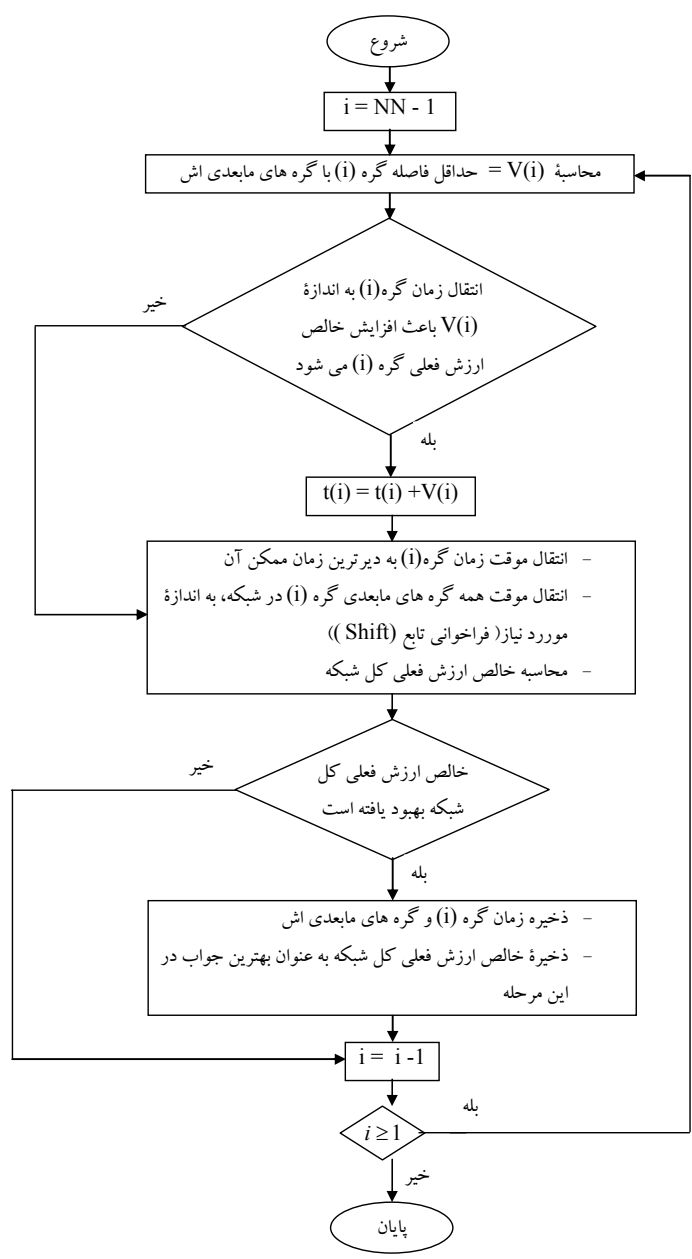 شروع
i = NN - 1
محاسبۀ V(i) = حداقل فاصله گره (i) با گره های مابعدی اش
انتقال زمان گره(i) به اندازۀ
V(i) باعث افزایش خالص
ارزش فعلی گره (i) می شود
خیر
بله
t(i) = t(i) +V(i)
- انتقال موقت زمان گره(i) به دیرترین زمان ممکن آن
- انتقال موقت همه گره های مابعدی گره (i) در شبکه، به اندازۀ
موررد نیاز( فراخوانی تابع (Shift ))
- محاسبه خالص ارزش فعلی کل شبکه
خالص ارزش فعلی کل
شبکه بهبود یافته است
خیر
بله
- ذخیره زمان گره (i) و گره های مابعدی اش
- ذخیرۀ خالص ارزش فعلی کل شبکه به عنوان بهترین جواب در
این مرحله
i = i -1
i ≥ 1
بله
خیر
پایان